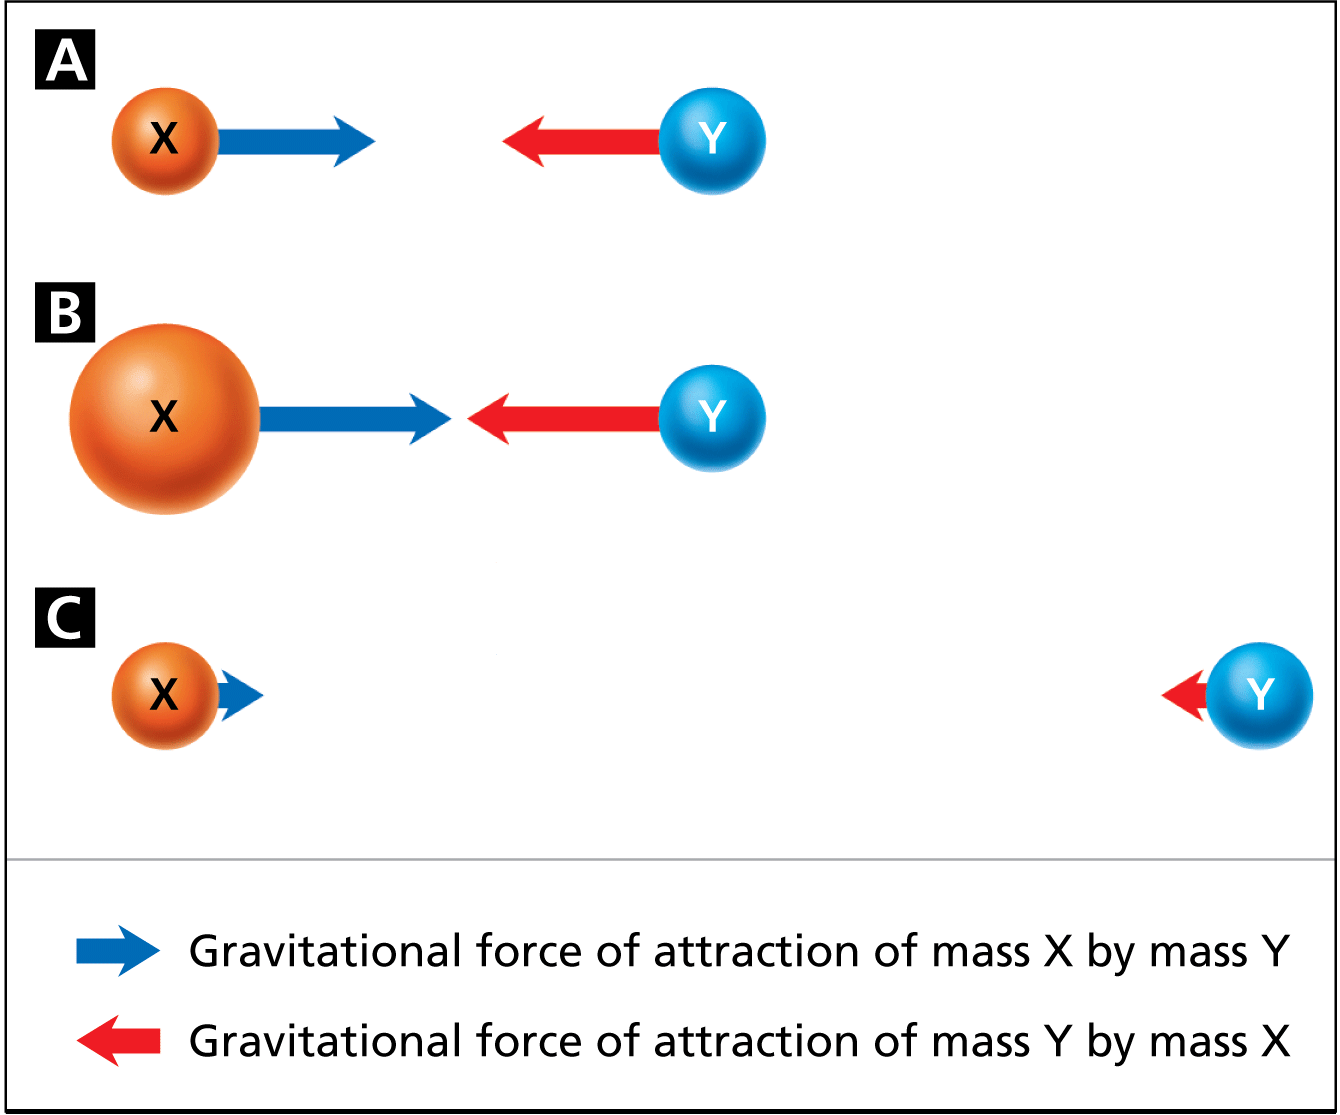 A
X Y
B
X Y
C
X Y
Gravitational force of attraction of mass X by mass Y
Gravitational force of attraction of mass Y by mass X